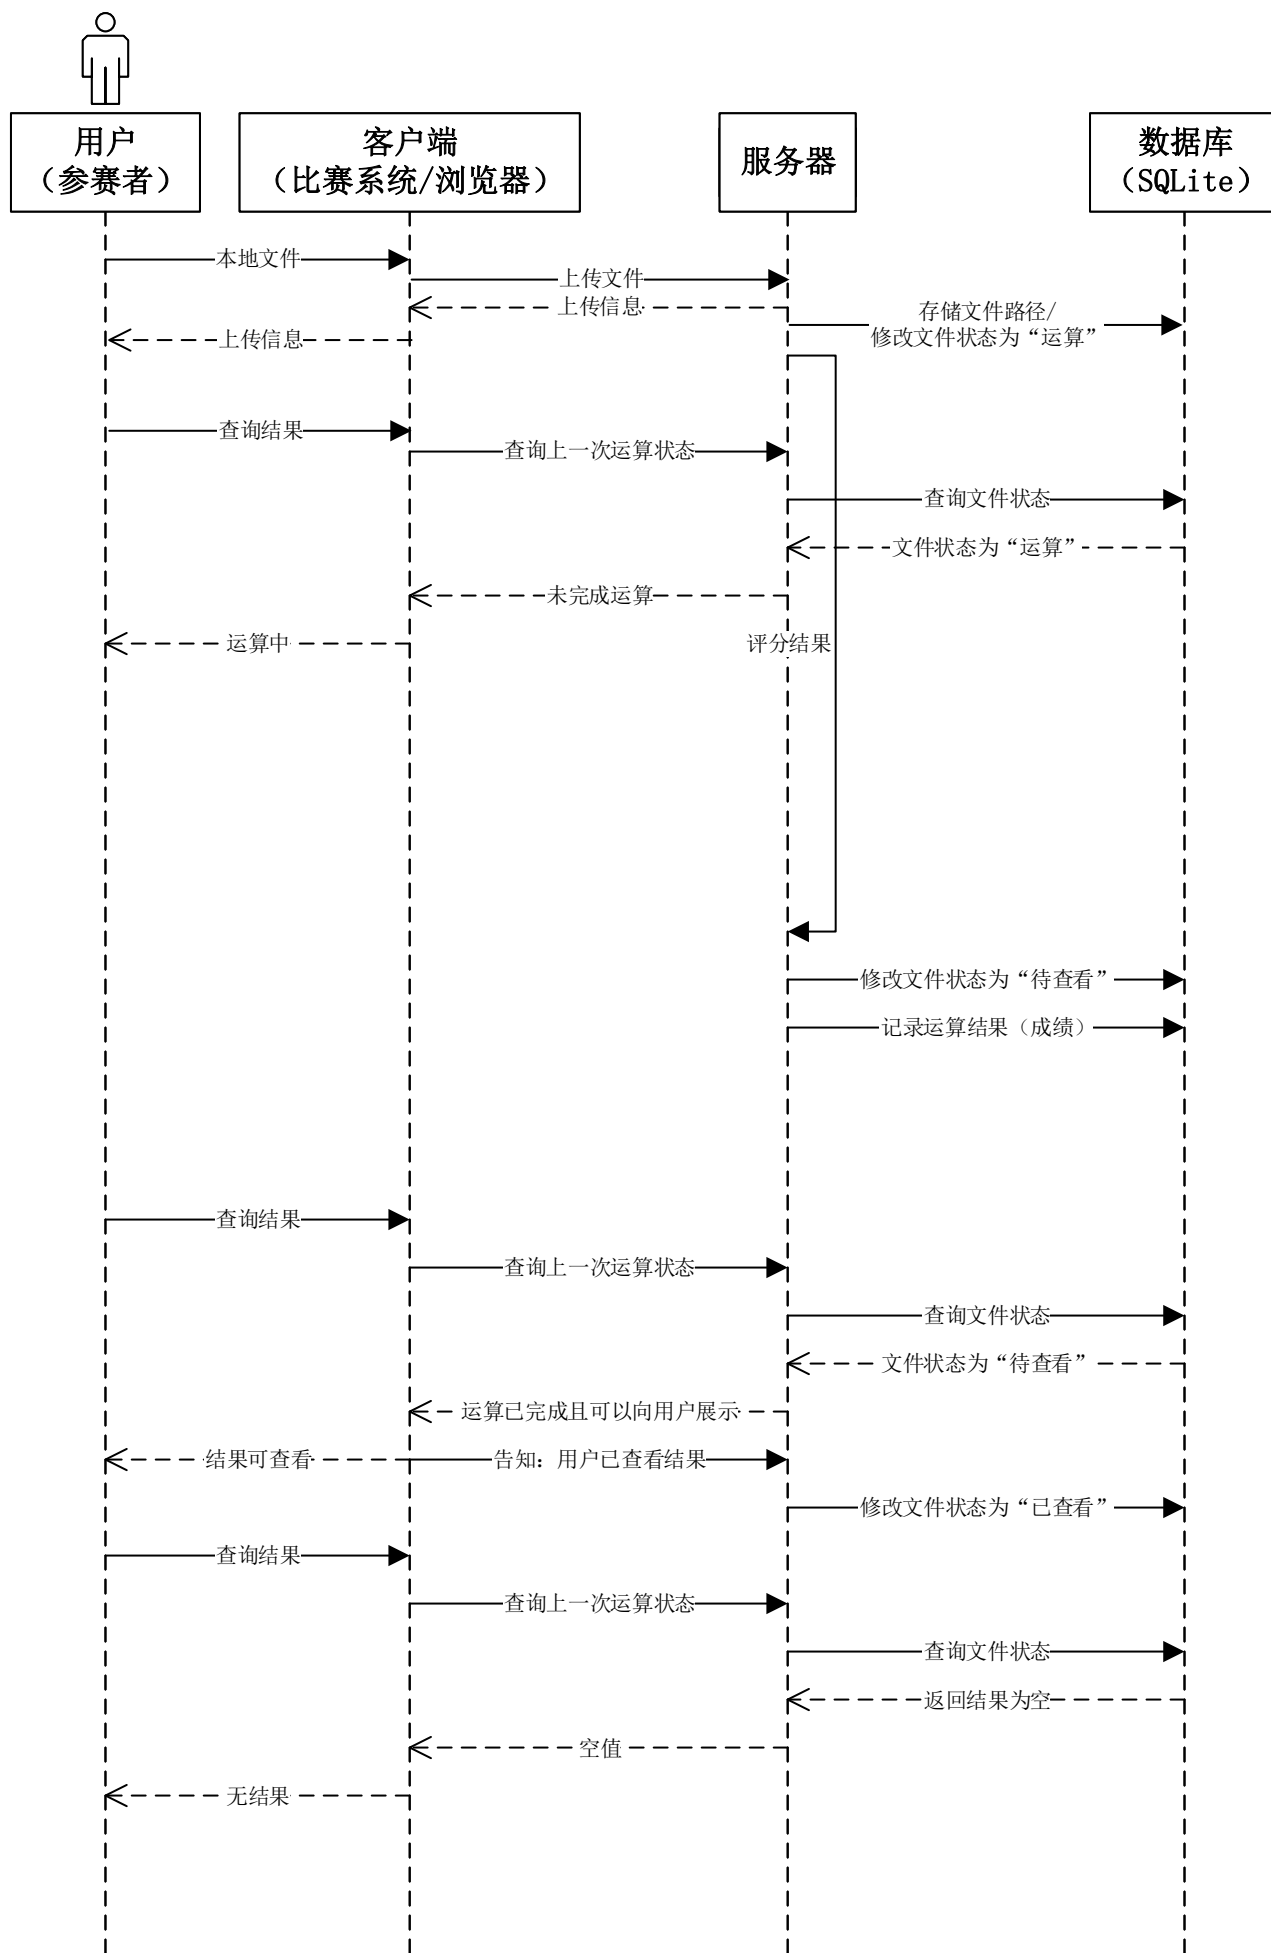 用户
（参赛者）
客户端
（比赛系统/浏览器）
服务器
数据库
（SQLite）
本地文件
上传文件
上传信息
存储文件路径/
修改文件状态为“运算”
上传信息
查询结果
查询上一次运算状态
查询文件状态
文件状态为“运算”
未完成运算
运算中
评分结果
修改文件状态为“待查看”
记录运算结果（成绩）
查询结果
查询上一次运算状态
查询文件状态
文件状态为“待查看”
运算已完成且可以向用户展示
结果可查看
告知：用户已查看结果
修改文件状态为“已查看”
查询结果
查询上一次运算状态
查询文件状态
返回结果为空
空值
无结果